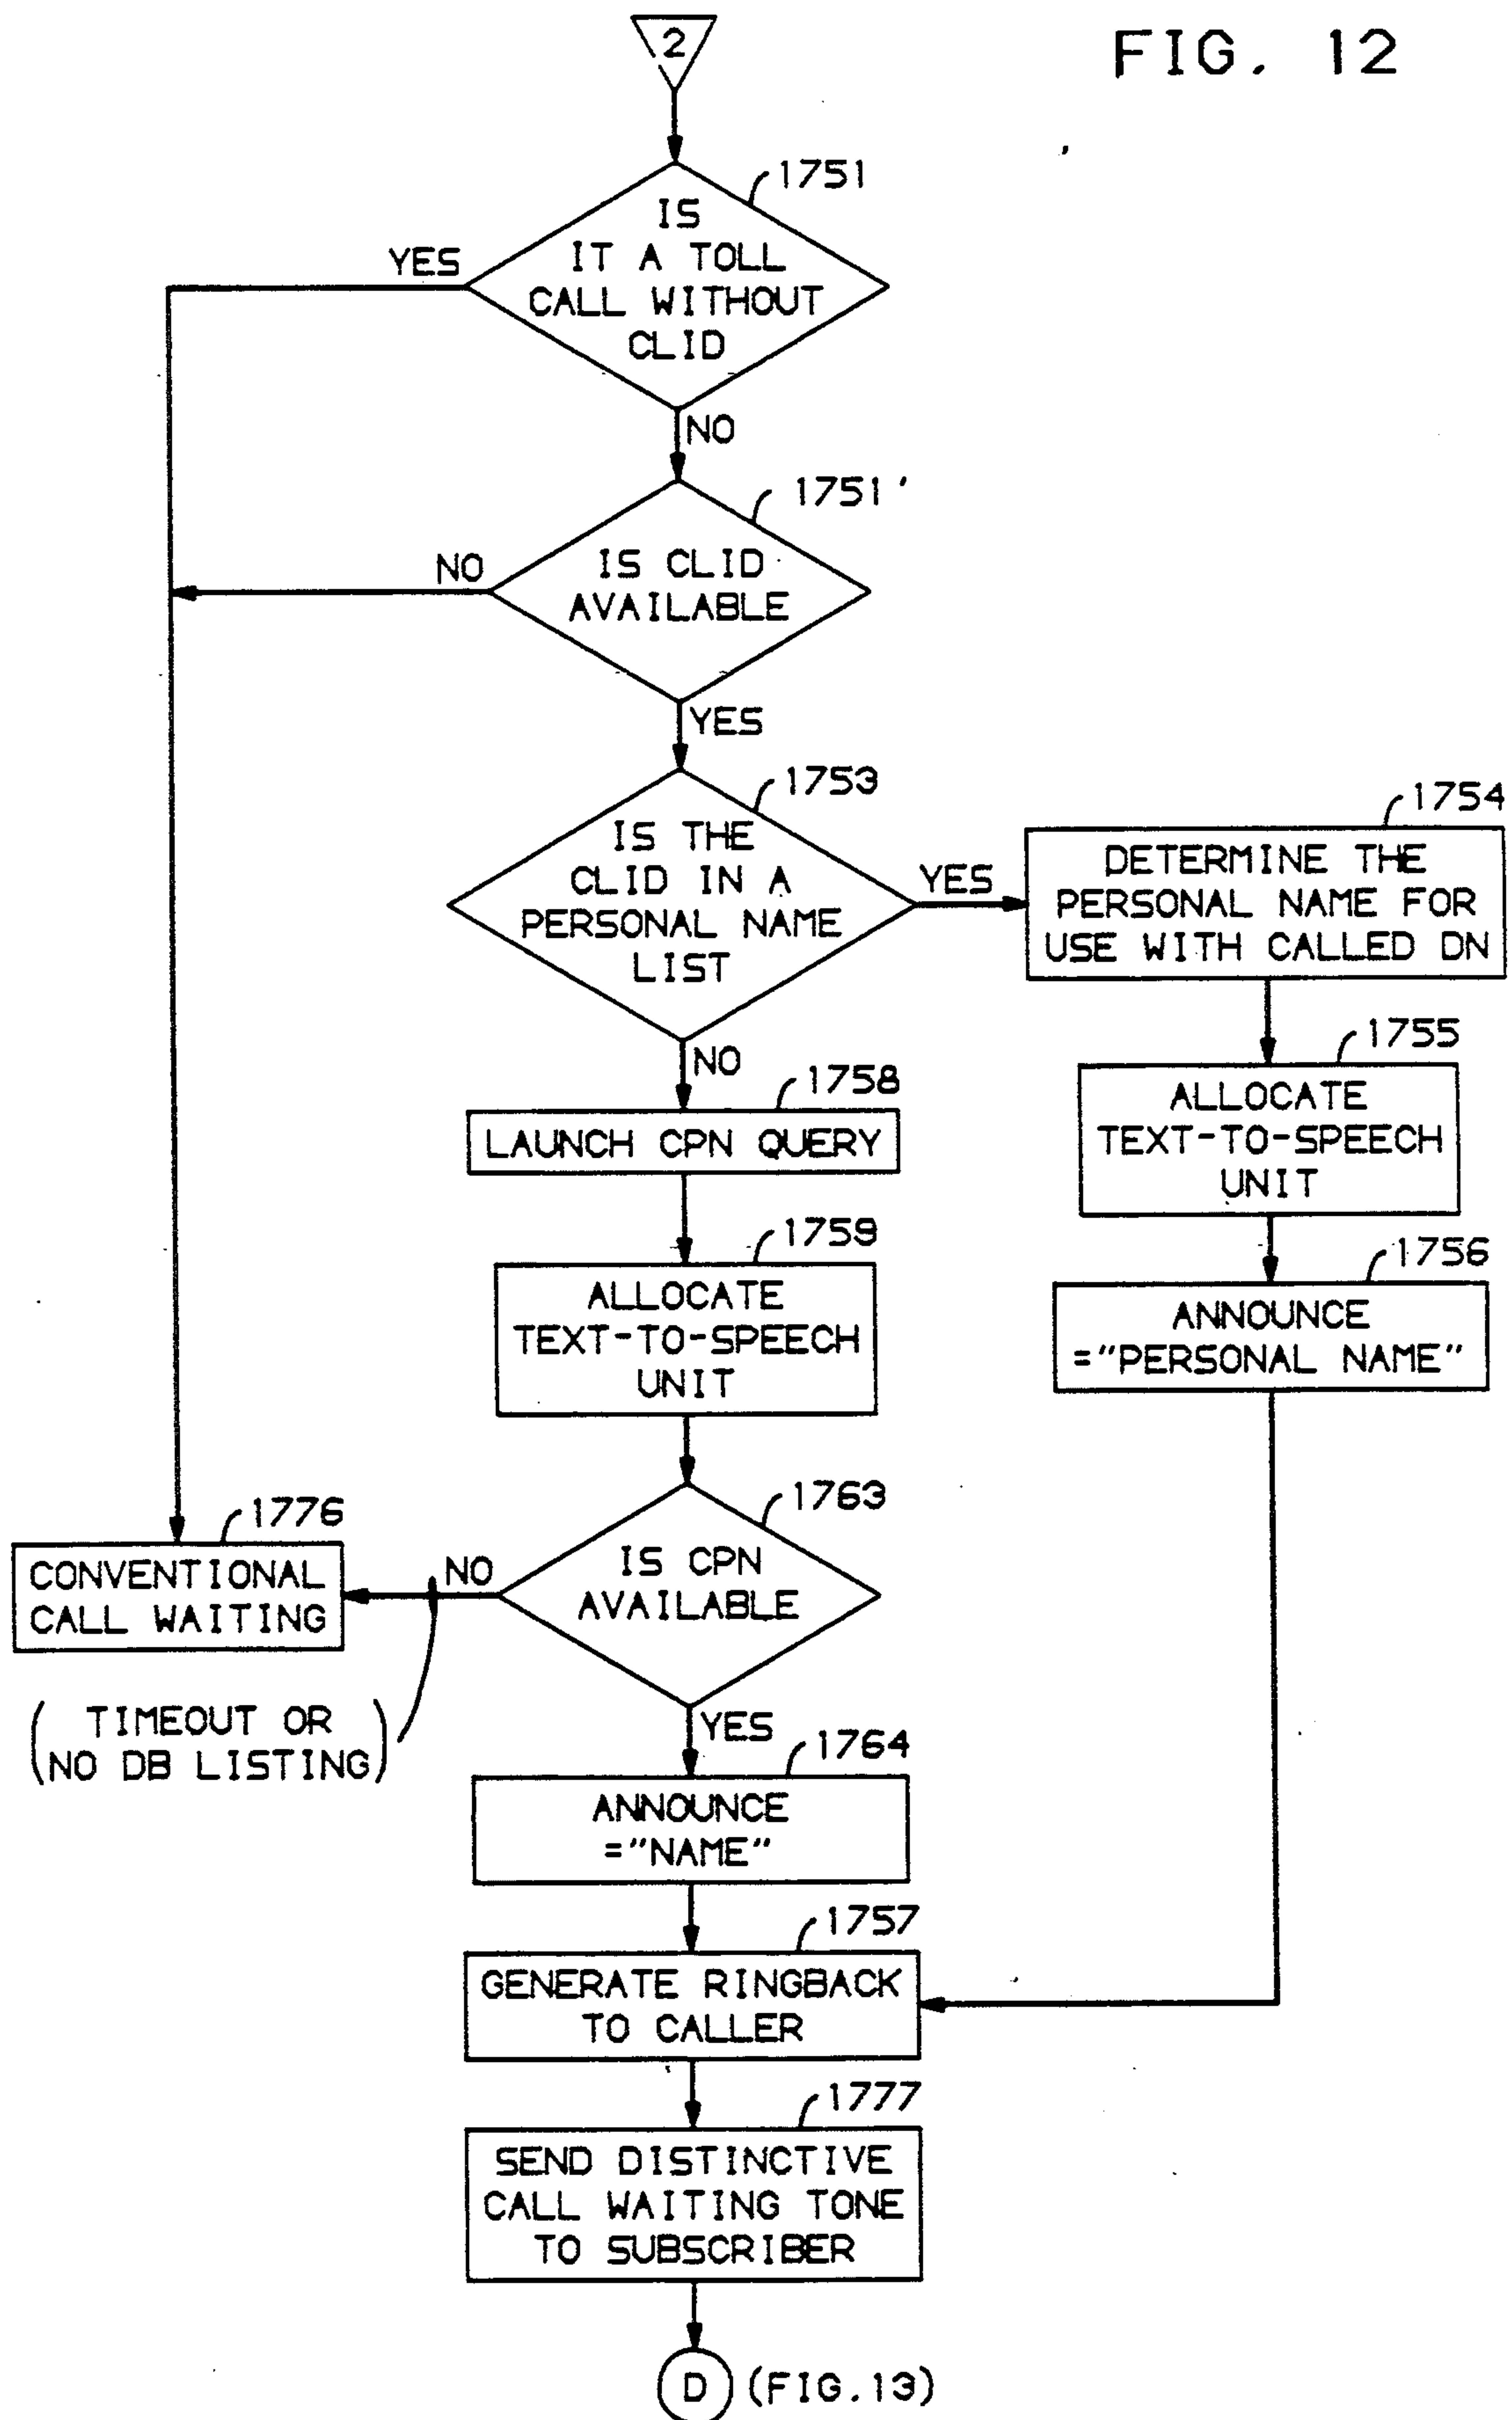 FIG. 12
2
1751
IS
IT A TOLL
CALL WITHOUT
CLID
YES
NO
1751'
IS CLID
AVAILABLE
NO
YES
1753
IS THE
CLID IN A
PERSONAL NAME
LIST
YES
NO
1754
DETERMINE THE
PERSONAL NAME FOR
USE WITH CALLED DN
1755
ALLOCATE
TEXT-TO-SPEECH
UNIT
1756
ANNOUNCE
="PERSONAL NAME"
1758
LAUNCH CPN QUERY
1759
ALLOCATE
TEXT-TO-SPEECH
UNIT
1763
IS CPN
AVAILABLE
NO
YES
1776
CONVENTIONAL
CALL WAITING
(TIMEOUT OR
NO DB LISTING)
1764
ANNOUNCE
="NAME"
1757
GENERATE RINGBACK
TO CALLER
1777
SEND DISTINCTIVE
CALL WAITING TONE
TO SUBSCRIBER
D (FIG.13)